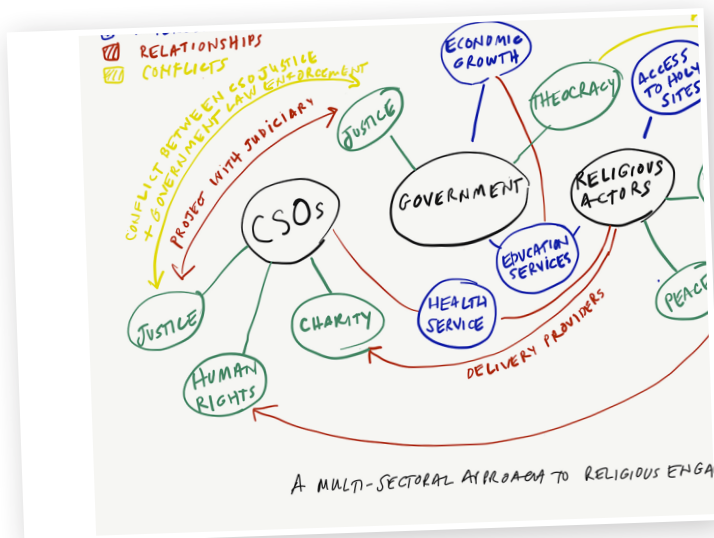 RELATIONSHIPS
CONFLICTS
CONFLICT BETWEEN CSO JUSTICE
+ GOVERNMENT LAW ENFORCEMENT
PROJECT WITH JUDICIARY
ECONOMIC
GROWTH
JUSTICE
THEOCRACY
ACCESS
TO HOLY
SITES
GOVERNMENT
RELIGIOUS
ACTORS
CSOs
EDUCATION
SERVICES
HEALTH
SERVICE
JUSTICE
CHARITY
HUMAN
RIGHTS
PEACE
DELIVERY PROVIDERS
A MULTI-SECTORAL APPROACH TO RELIGIOUS ENGA